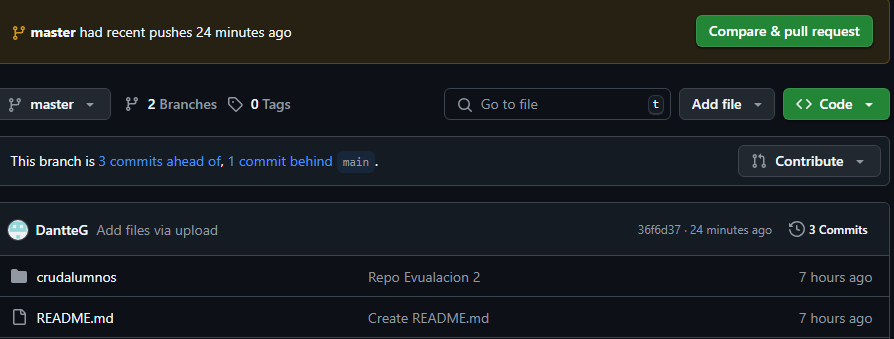 master had recent pushes 24 minutes ago
Compare & pull request
master
2 Branches
0 Tags
Go to file
t
Add file
Code
This branch is 3 commits ahead of, 1 commit behind main.
Contribute
DantteG Add files via upload
36f6d37 · 24 minutes ago
3 Commits
crudalumnos
Repo Evualacion 2
7 hours ago
README.md
Create README.md
7 hours ago